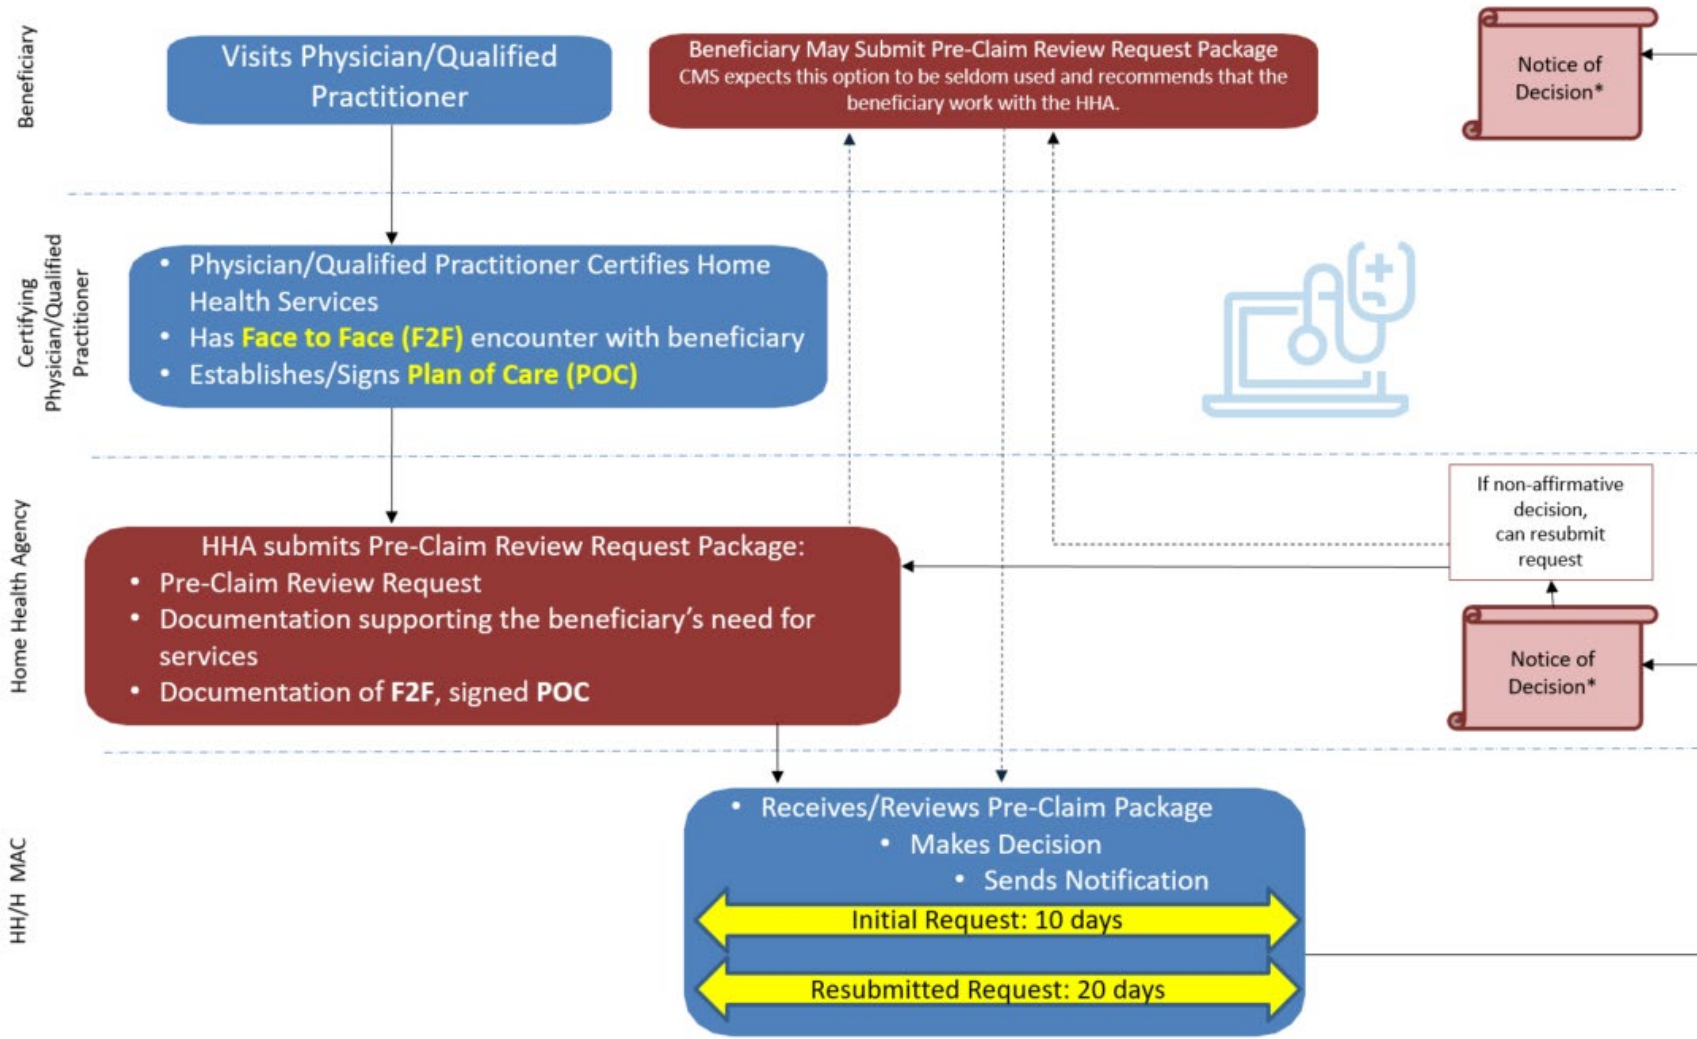 Beneficiary
Visits Physician/Qualified
Practitioner
Beneficiary May Submit Pre-Claim Review Request Package
CMS expects this option to be seldom used and recommends that the
beneficiary work with the HHA.
Notice of
Decision*
Certifying
Physician/Qualified
Practitioner
• Physician/Qualified Practitioner Certifies Home
Health Services
• Has Face to Face (F2F) encounter with beneficiary
• Establishes/Signs Plan of Care (POC)
Home Health Agency
HHA submits Pre-Claim Review Request Package:
• Pre-Claim Review Request
• Documentation supporting the beneficiary’s need for
services
• Documentation of F2F, signed POC
If non-affirmative
decision,
can resubmit
request
Notice of
Decision*
HH/H MAC
• Receives/Reviews Pre-Claim Package
• Makes Decision
• Sends Notification
Initial Request: 10 days
Resubmitted Request: 20 days